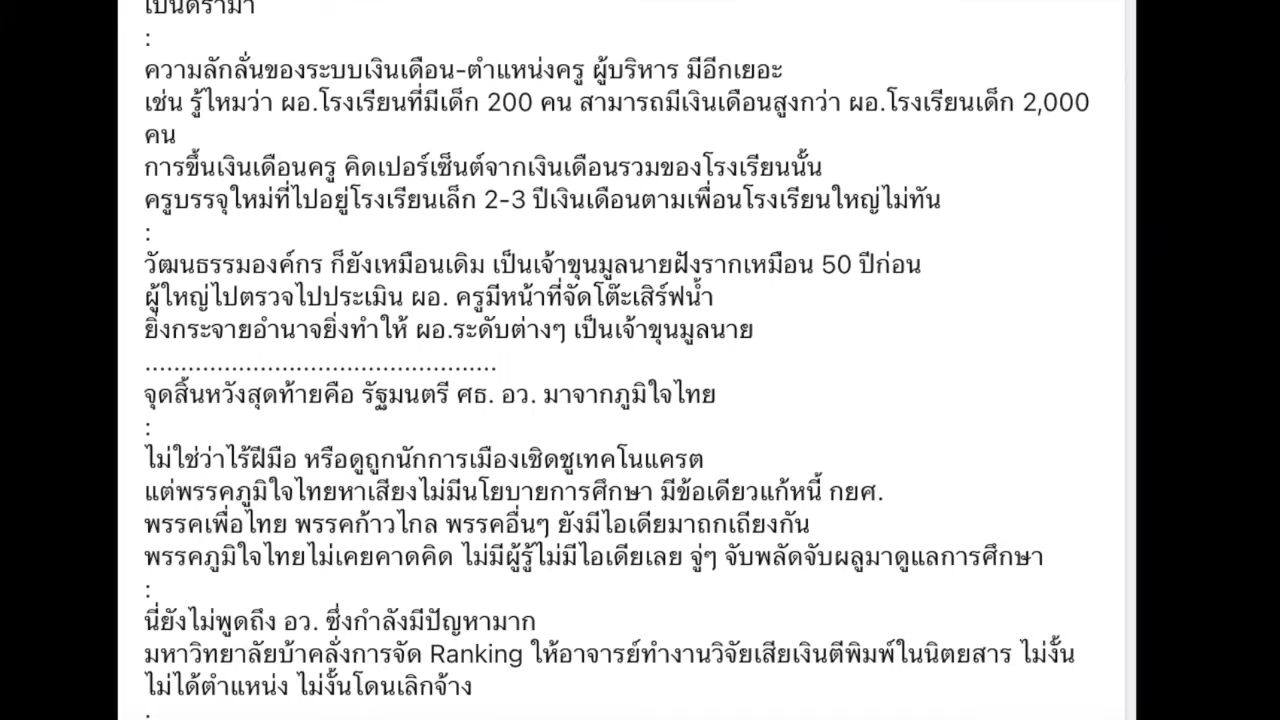 เป็นดราม่า
:
ความลักลั่นของระบบเงินเดือน-ตำแหน่งครู ผู้บริหาร มีอีกเยอะ
เช่น รู้ไหมว่า ผอ.โรงเรียนที่มีเด็ก 200 คน สามารถมีเงินเดือนสูงกว่า ผอ.โรงเรียนเด็ก 2,000
คน
การขึ้นเงินเดือนครู คิดเปอร์เซ็นต์จากเงินเดือนรวมของโรงเรียนนั้น
ครูบรรจุใหม่ที่ไปอยู่โรงเรียนเล็ก 2-3 ปีเงินเดือนตามเพื่อนโรงเรียนใหญ่ไม่ทัน
:
วัฒนธรรมองค์กร ก็ยังเหมือนเดิม เป็นเจ้าขุนมูลนายฝังรากเหมือน 50 ปีก่อน
ผู้ใหญ่ไปตรวจไปประเมิน ผอ. ครูมีหน้าที่จัดโต๊ะเสิร์ฟน้ำ
ยิ่งกระจายอำนาจยิ่งทำให้ ผอ.ระดับต่างๆ เป็นเจ้าขุนมูลนาย
.................................................
จุดสิ้นหวังสุดท้ายคือ รัฐมนตรี ศธ. อว. มาจากภูมิใจไทย
:
ไม่ใช่ว่าไร้ฝีมือ หรือดูถูกนักการเมืองเชิดชูเทคโนแครต
แต่พรรคภูมิใจไทยหาเสียงไม่มีนโยบายการศึกษา มีข้อเดียวแก้หนี้ กยศ.
พรรคเพื่อไทย พรรคก้าวไกล พรรคอื่นๆ ยังมีไอเดียมาถกเถียงกัน
พรรคภูมิใจไทยไม่เคยคาดคิด ไม่มีผู้รู้ไม่มีไอเดียเลย จู่ๆ จับพลัดจับผลูมาดูแลการศึกษา
:
นี่ยังไม่พูดถึง อว. ซึ่งกำลังมีปัญหามาก
มหาวิทยาลัยบ้าคลั่งการจัด Ranking ให้อาจารย์ทำงานวิจัยเสียเงินตีพิมพ์ในนิตยสาร ไม่งั้น
ไม่ได้ตำแหน่ง ไม่งั้นโดนเลิกจ้าง
: